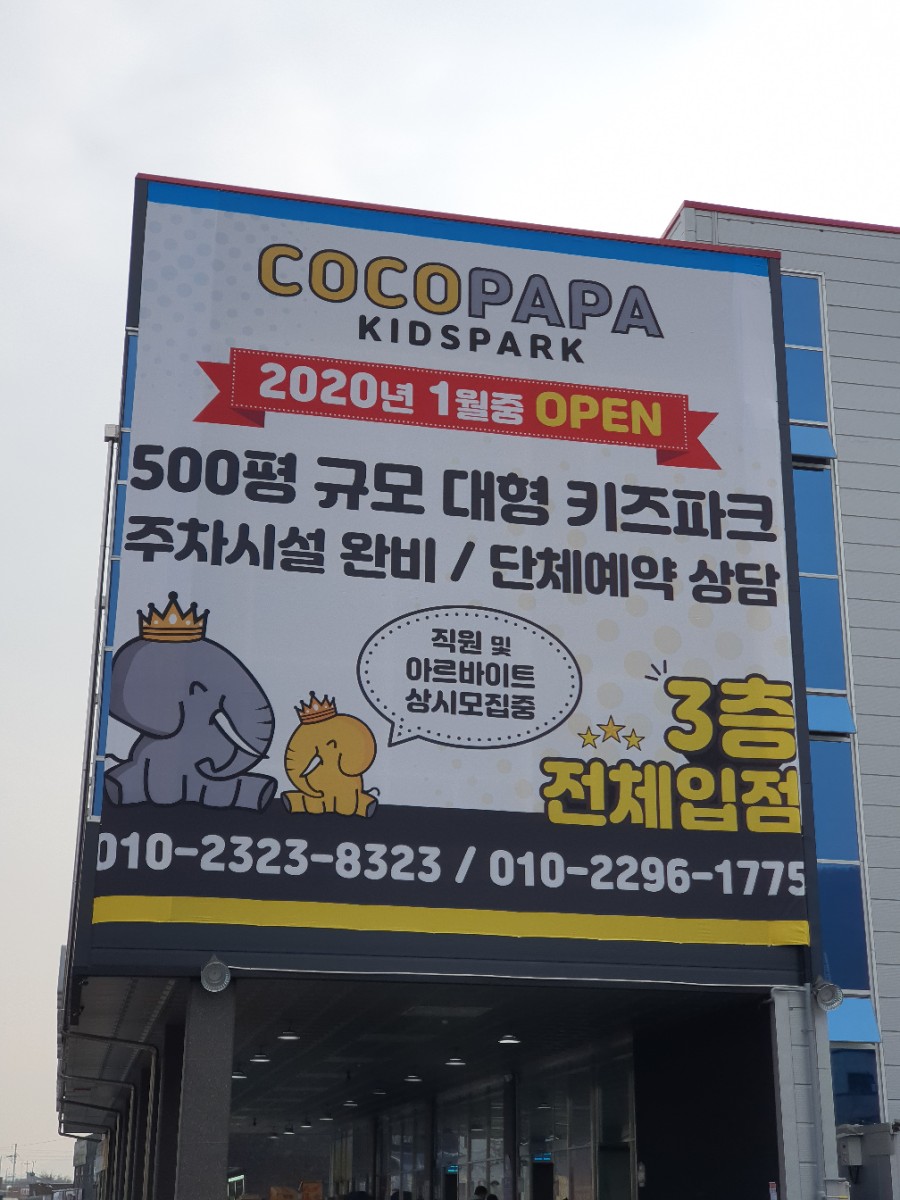 COCOPAPA
KIDSPARK
2020년 1월중 OPEN
500평 규모 대형 키즈파크
주차시설 완비 / 단체예약 상담
직원 및
아르바이트
상시모집중
3층
전체입점
010-2323-8323 / 010-2296-1775